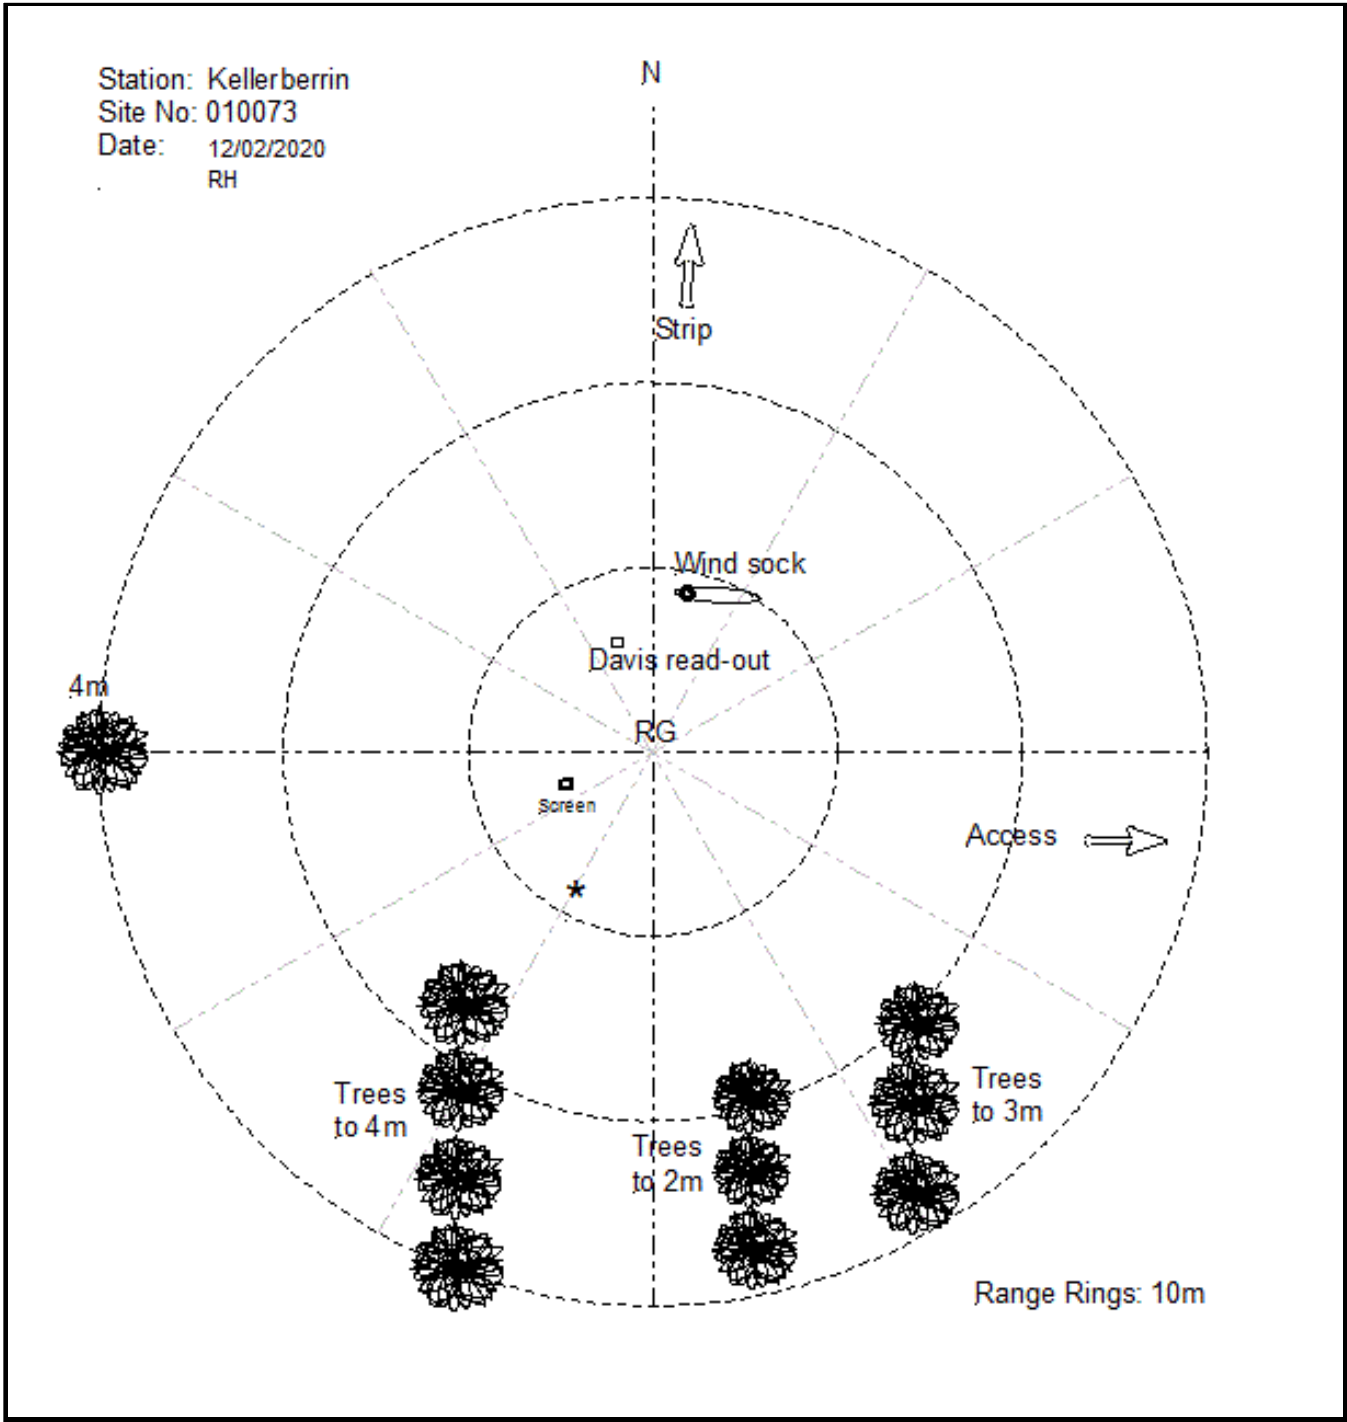 Station: Kellerberrin
Site No: 010073
Date: 12/02/2020
RH
N
Strip
Wind sock
Davis read-out
4m
RG
Screen
Access
*
Trees
to 4m
Trees
to 2m
Trees
to 3m
Range Rings: 10m